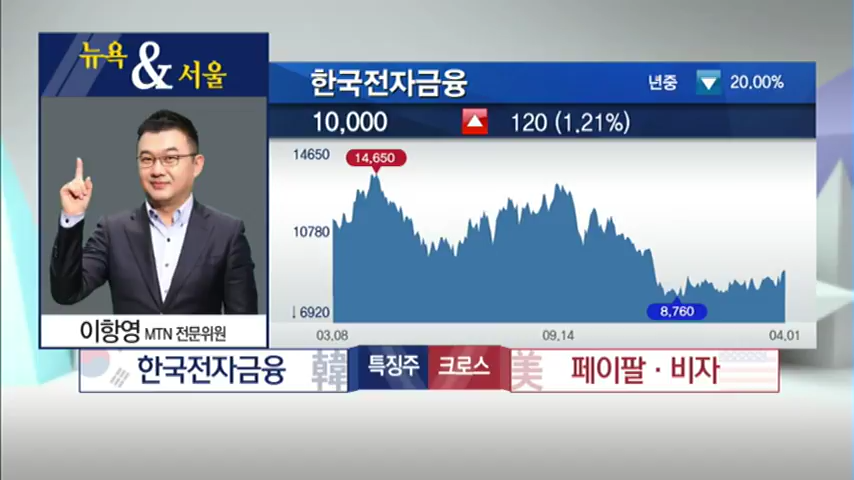 뉴욕 & 서울
한국전자금융
년중 ▼ 20.00%
10,000 ▲ 120 (1.21%)
14650
14,650
10780
↓6920
8,760
03.08
09.14
04.01
이항영 MTN 전문위원
한국전자금융
韓
특징주
크로스
美
페이팔 · 비자